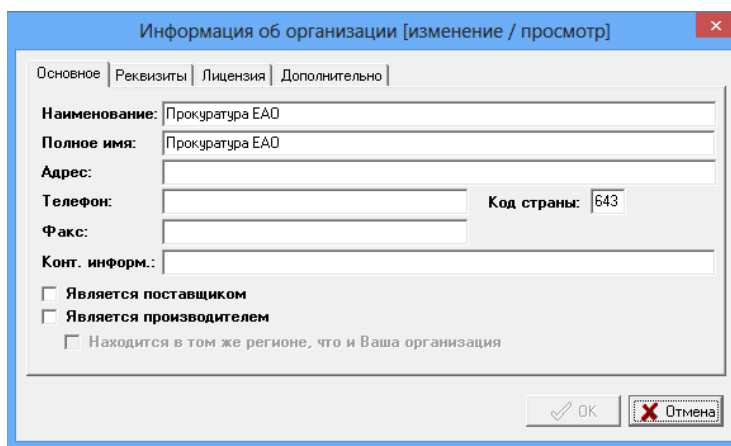 Информация об организации [изменение / просмотр]
Основное Реквизиты Лицензия Дополнительно
Наименование: Прокуратура ЕАО
Полное имя: Прокуратура ЕАО
Адрес:
Телефон: Код страны: 643
Факс:
Конт. информ.:
Является поставщиком
Является производителем
Находится в том же регионе, что и Ваша организация
OK Отмена